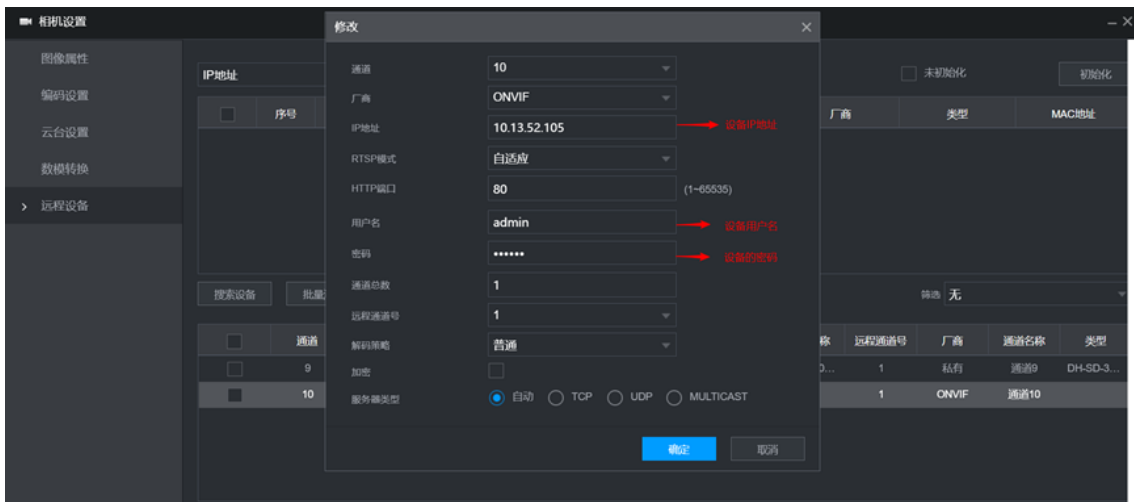 相机设置
修改
图像属性
编码设置
云台设置
数模转换
远程设备
IP地址
未初始化
初始化
序号
厂商
类型
MAC地址
通道 10
厂商 ONVIF
IP地址 10.13.52.105 设备IP地址
RTSP模式 自适应
HTTP端口 80 (1~65535)
用户名 admin 设备用户名
密码 •••••• 设备的密码
通道总数 1
远程通道号 1
解码策略 普通
加密
服务器类型 自动 TCP UDP MULTICAST
确定 取消
搜索设备
筛选 无
通道
远程通道号 厂商 通道名称 类型
9 1 私有 通道9 DH-SD-3...
10 1 ONVIF 通道10